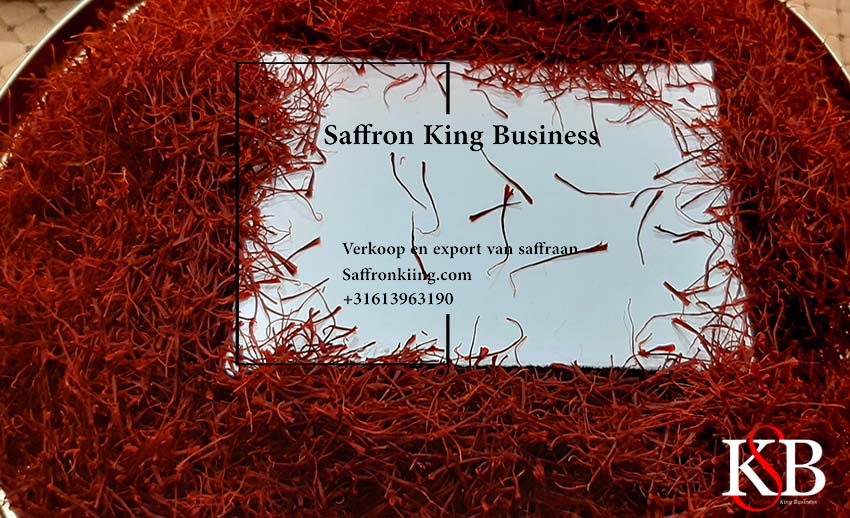 Saffron King Business
Verkoop en export van saffraan
Saffronkiing.com
+31613963190
K&B
King Business